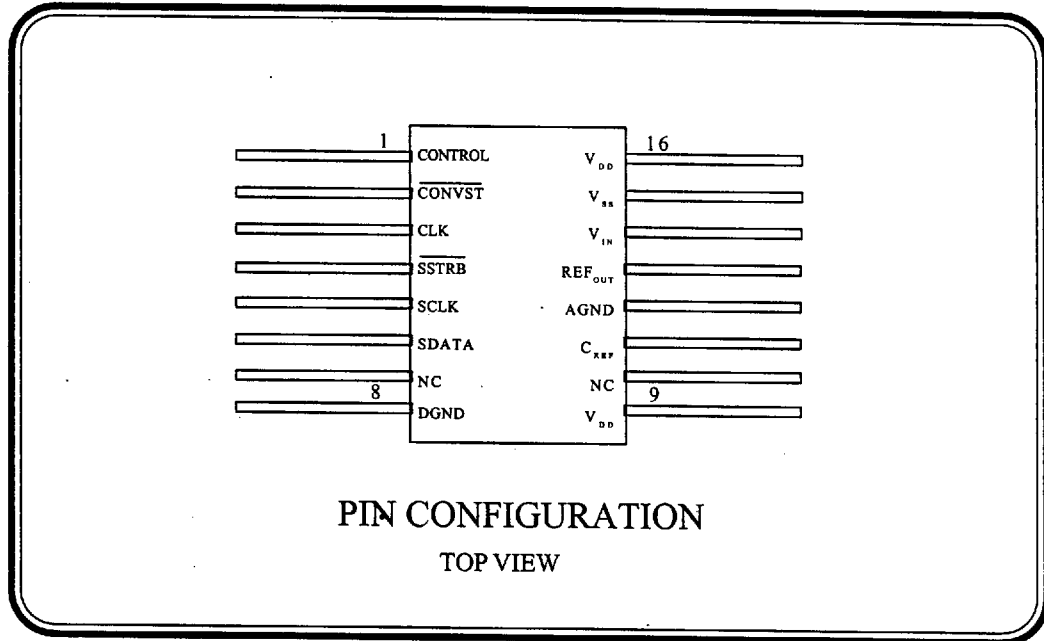 1 16
CONTROL V_DD
CONVST V_SS
CLK V_IN
SSTRB REF_OUT
SCLK AGND
SDATA C_REF
NC NC
8 9
DGND V_DD
PIN CONFIGURATION
TOP VIEW